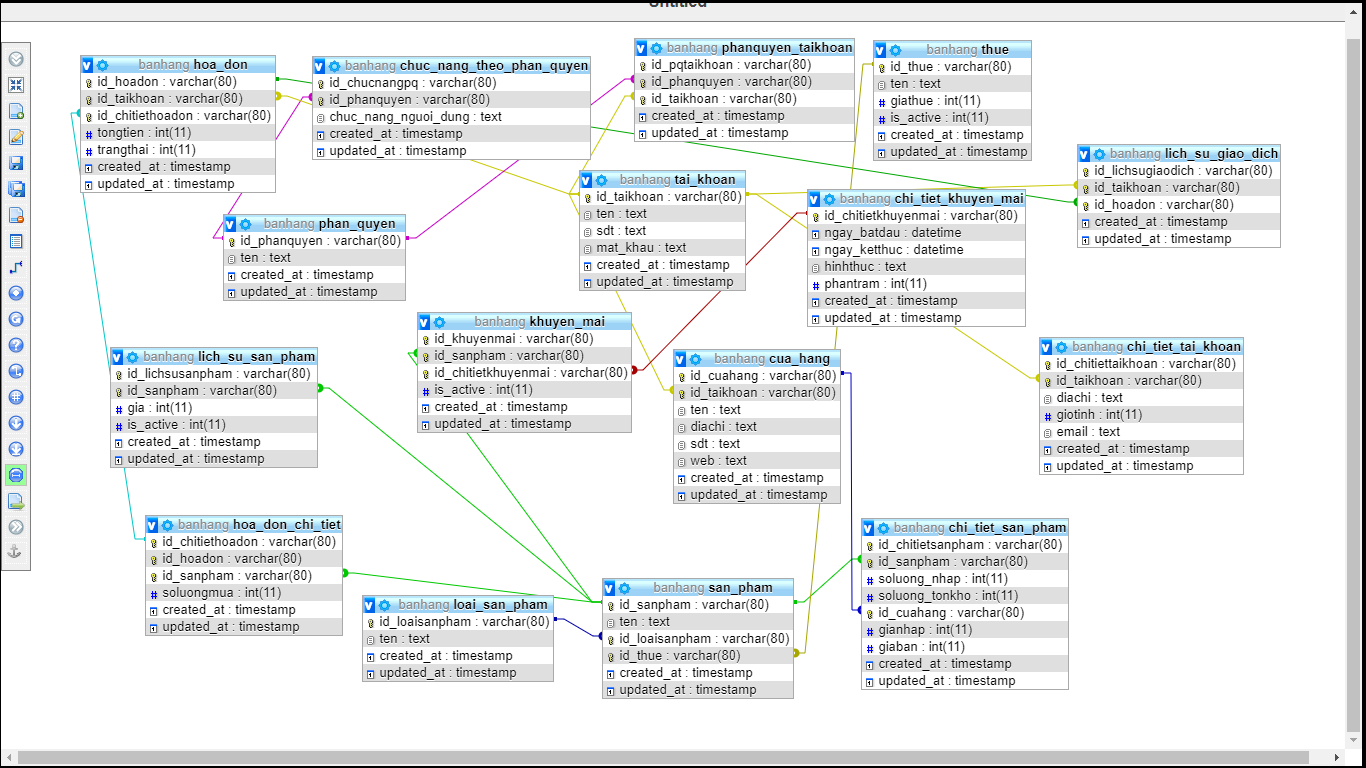 Untitled
banhang hoa_don
id_hoadon : varchar(80)
id_taikhoan : varchar(80)
id_chitiethoadon : varchar(80)
tongtien : int(11)
trangthai : int(11)
created_at : timestamp
updated_at : timestamp
banhang chuc_nang_theo_phan_quyen
id_chucnangpq : varchar(80)
id_phanquyen : varchar(80)
chuc_nang_nguoi_dung : text
created_at : timestamp
updated_at : timestamp
banhang phanquyen_taikhoan
id_pqtaikhoan : varchar(80)
id_phanquyen : varchar(80)
id_taikhoan : varchar(80)
created_at : timestamp
updated_at : timestamp
banhang thue
id_thue : varchar(80)
ten : text
giathue : int(11)
is_active : int(11)
created_at : timestamp
updated_at : timestamp
banhang lich_su_giao_dich
id_lichsugiaodich : varchar(80)
id_taikhoan : varchar(80)
id_hoadon : varchar(80)
created_at : timestamp
updated_at : timestamp
banhang phan_quyen
id_phanquyen : varchar(80)
ten : text
created_at : timestamp
updated_at : timestamp
banhang tai_khoan
id_taikhoan : varchar(80)
ten : text
sdt : text
mat_khau : text
created_at : timestamp
updated_at : timestamp
banhang chi_tiet_khuyen_mai
id_chitietkhuyenmai : varchar(80)
ngay_batdau : datetime
ngay_ketthuc : datetime
hinhthuc : text
phantram : int(11)
created_at : timestamp
updated_at : timestamp
banhang khuyen_mai
id_khuyenmai : varchar(80)
id_sanpham : varchar(80)
id_chitietkhuyenmai : varchar(80)
is_active : int(11)
created_at : timestamp
updated_at : timestamp
banhang lich_su_san_pham
id_lichsusanpham : varchar(80)
id_sanpham : varchar(80)
gia : int(11)
is_active : int(11)
created_at : timestamp
updated_at : timestamp
banhang cua_hang
id_cuahang : varchar(80)
id_taikhoan : varchar(80)
ten : text
diachi : text
sdt : text
web : text
created_at : timestamp
updated_at : timestamp
banhang chi_tiet_tai_khoan
id_chitiettaikhoan : varchar(80)
id_taikhoan : varchar(80)
diachi : text
giotinh : int(11)
email : text
created_at : timestamp
updated_at : timestamp
banhang hoa_don_chi_tiet
id_chitiethoadon : varchar(80)
id_hoadon : varchar(80)
id_sanpham : varchar(80)
soluongmua : int(11)
created_at : timestamp
updated_at : timestamp
banhang loai_san_pham
id_loaisanpham : varchar(80)
ten : text
created_at : timestamp
updated_at : timestamp
banhang san_pham
id_sanpham : varchar(80)
ten : text
id_loaisanpham : varchar(80)
id_thue : varchar(80)
created_at : timestamp
updated_at : timestamp
banhang chi_tiet_san_pham
id_chitietsanpham : varchar(80)
id_sanpham : varchar(80)
soluong_nhap : int(11)
soluong_tonkho : int(11)
id_cuahang : varchar(80)
gianhap : int(11)
giaban : int(11)
created_at : timestamp
updated_at : timestamp